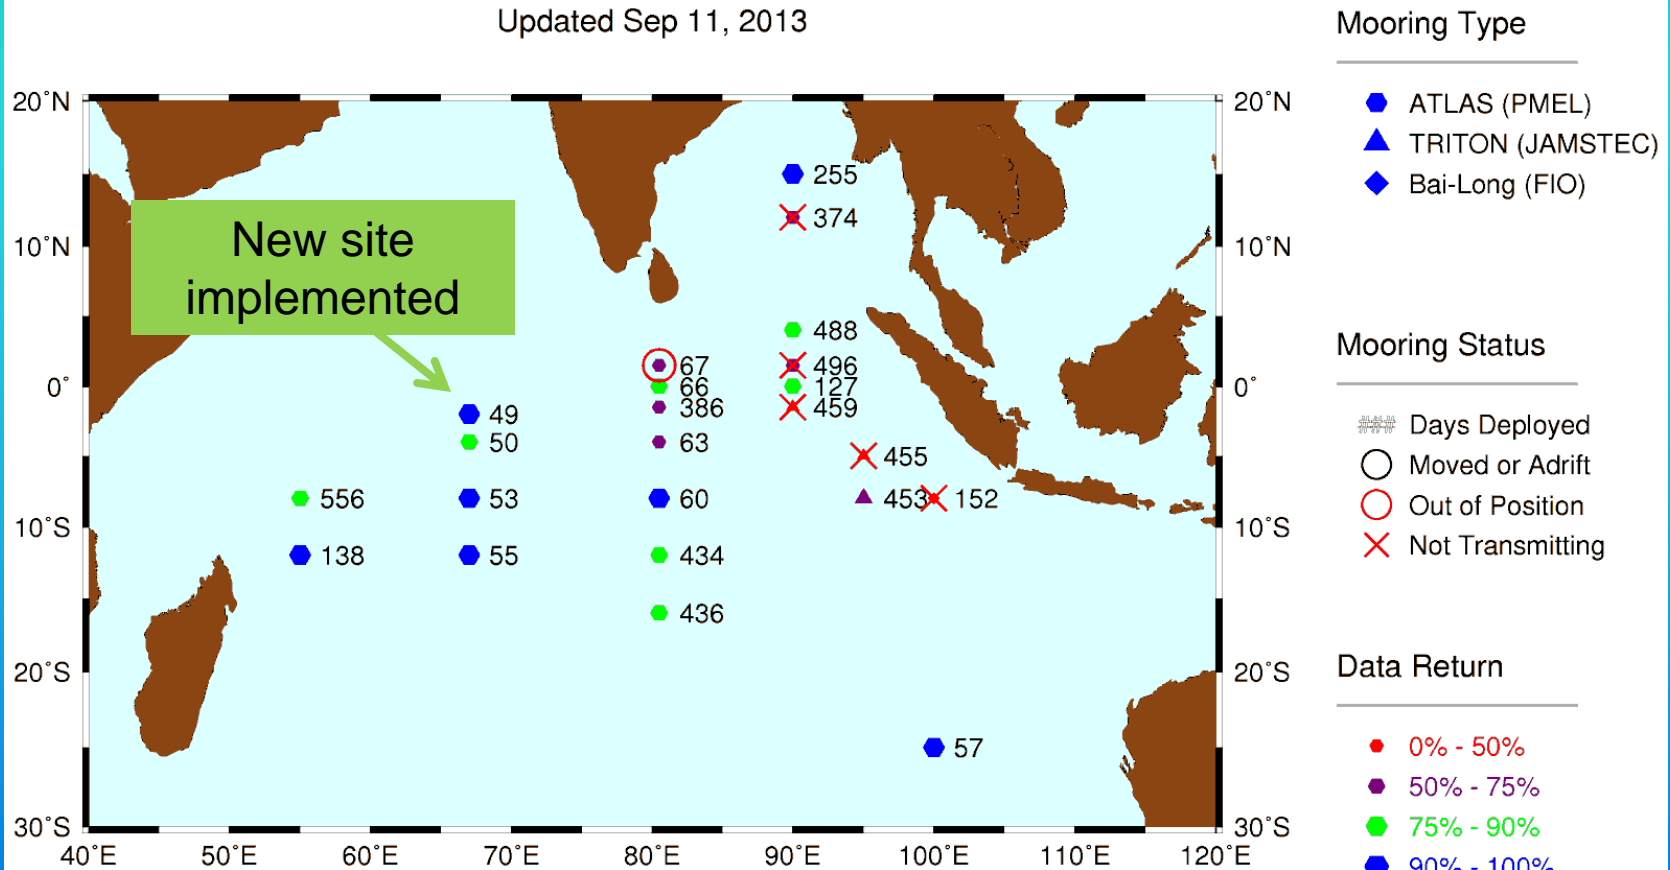 Updated Sep 11, 2013
Mooring Type
ATLAS (PMEL)
TRITON (JAMSTEC)
Bai-Long (FIO)
Mooring Status
### Days Deployed
Moved or Adrift
Out of Position
Not Transmitting
Data Return
0% - 50%
50% - 75%
75% - 90%
90% - 100%
New site
implemented
20°N
20°N
10°N
10°N
0°
0°
10°S
10°S
20°S
20°S
30°S
30°S
255
374
488
67
496
66
127
386
459
49
50
63
455
556
53
60
453
152
138
55
434
436
57
40°E
50°E
60°E
70°E
80°E
90°E
100°E
110°E
120°E